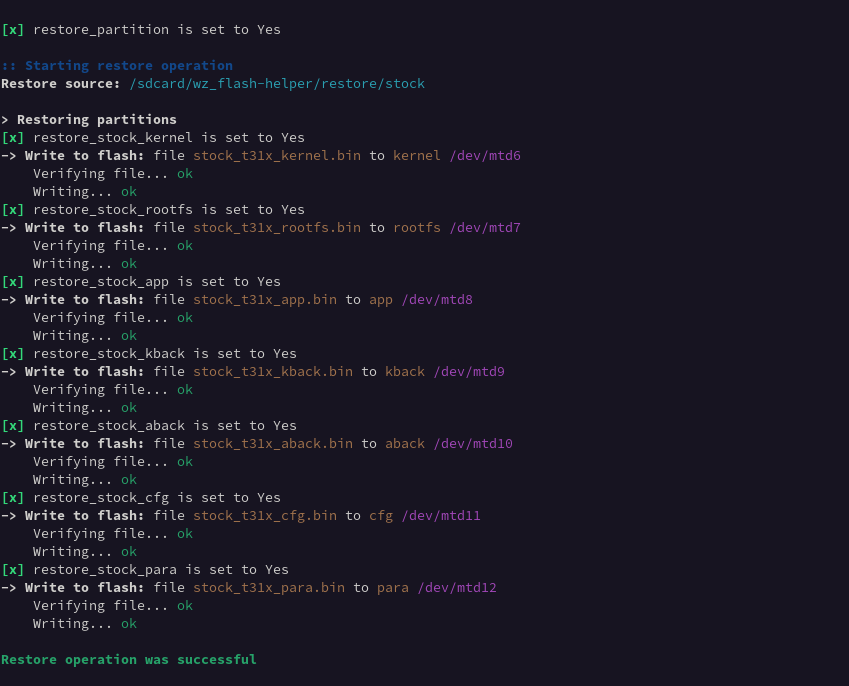 [x] restore_partition is set to Yes
:: Starting restore operation
Restore source: /sdcard/wz_flash-helper/restore/stock
> Restoring partitions
[x] restore_stock_kernel is set to Yes
-> Write to flash: file stock_t31x_kernel.bin to kernel /dev/mtd6
Verifying file... ok
Writing... ok
[x] restore_stock_rootfs is set to Yes
-> Write to flash: file stock_t31x_rootfs.bin to rootfs /dev/mtd7
Verifying file... ok
Writing... ok
[x] restore_stock_app is set to Yes
-> Write to flash: file stock_t31x_app.bin to app /dev/mtd8
Verifying file... ok
Writing... ok
[x] restore_stock_kback is set to Yes
-> Write to flash: file stock_t31x_kback.bin to kback /dev/mtd9
Verifying file... ok
Writing... ok
[x] restore_stock_aback is set to Yes
-> Write to flash: file stock_t31x_aback.bin to aback /dev/mtd10
Verifying file... ok
Writing... ok
[x] restore_stock_cfg is set to Yes
-> Write to flash: file stock_t31x_cfg.bin to cfg /dev/mtd11
Verifying file... ok
Writing... ok
[x] restore_stock_para is set to Yes
-> Write to flash: file stock_t31x_para.bin to para /dev/mtd12
Verifying file... ok
Writing... ok
Restore operation was successful